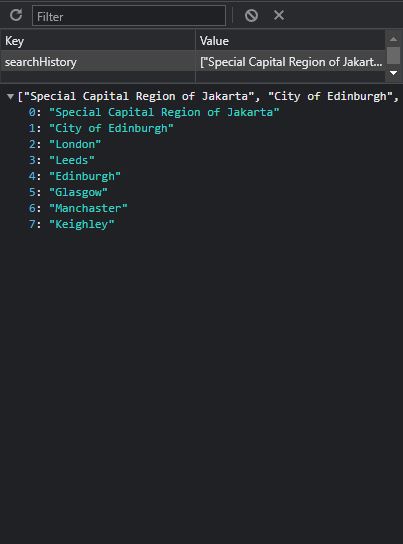 Filter
Key Value
searchHistory ["Special Capital Region of Jakart...
["Special Capital Region of Jakarta", "City of Edinburgh",
0: "Special Capital Region of Jakarta"
1: "City of Edinburgh"
2: "London"
3: "Leeds"
4: "Edinburgh"
5: "Glasgow"
6: "Manchaster"
7: "Keighley"